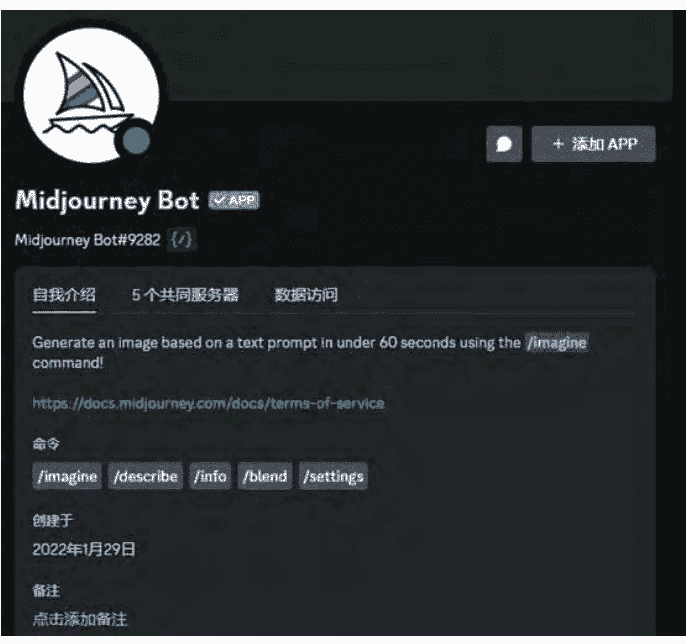 + 添加 APP
Midjourney Bot ✓ APP
Midjourney Bot#9282 {/}
自我介绍 5 个共同服务器 数据访问
Generate an image based on a text prompt in under 60 seconds using the /imagine
command!
https://docs.midjourney.com/docs/terms-of-service
命令
/imagine /describe /info /blend /settings
创建于
2022年1月29日
备注
点击添加备注